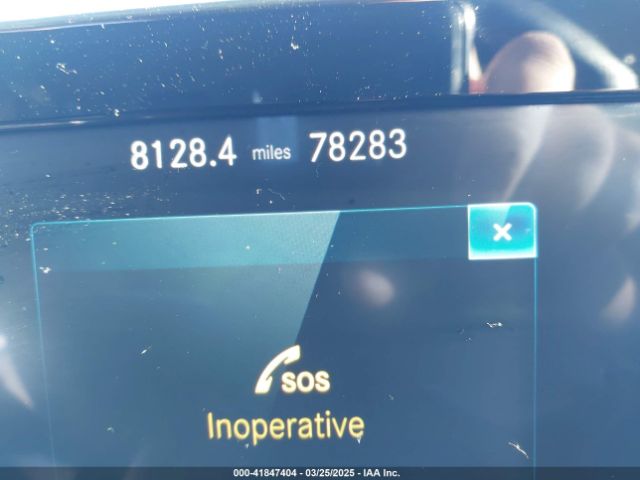 8128.4 miles 78283
×
SOS
Inoperative
000-41847404 - 03/25/2025 - IAA Inc.